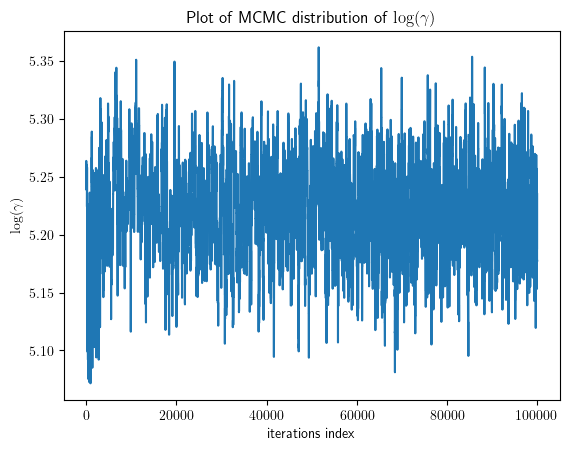 Plot of MCMC distribution of log(γ)
5.35
5.30
5.25
5.20
5.15
5.10
log(γ)
0 20000 40000 60000 80000 100000
iterations index